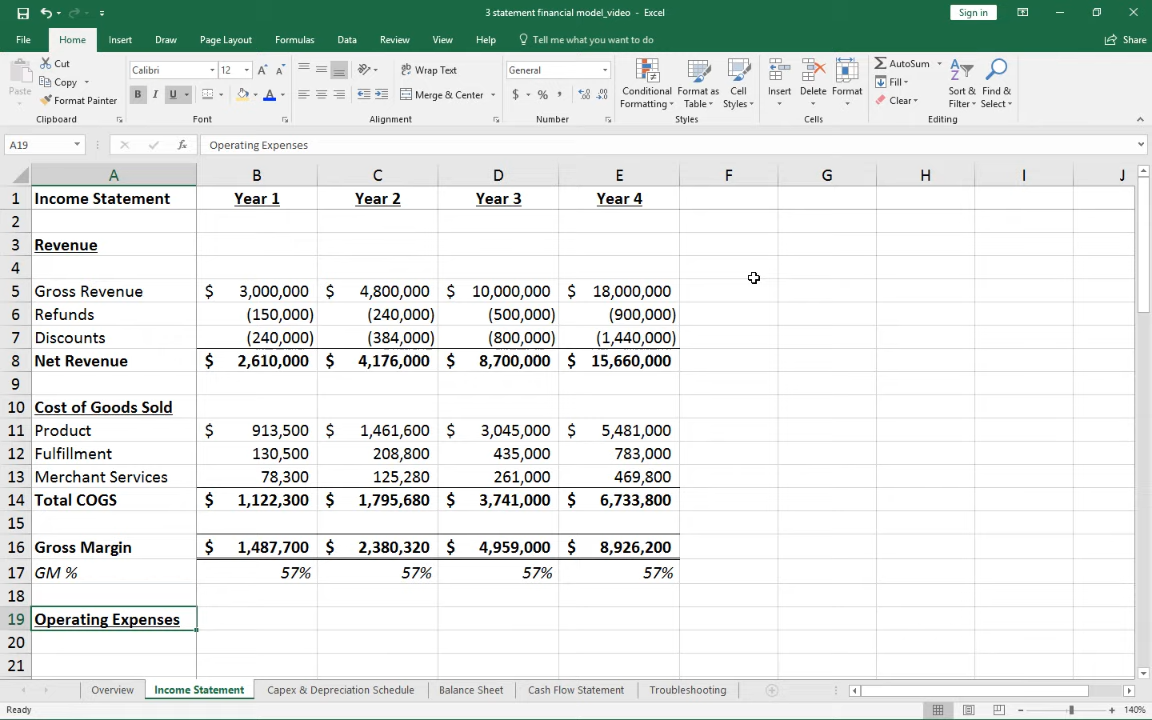 3 statement financial model_video - Excel
Sign in
File Home Insert Draw Page Layout Formulas Data Review View Help Tell me what you want to do Share
Paste
Cut
Copy
Format Painter
Clipboard
Calibri 12
B I U
Font
Wrap Text
Merge & Center
Alignment
General
$ % ,
Number
Conditional Formatting
Format as Table
Cell Styles
Styles
Insert Delete Format
Cells
AutoSum
Fill
Clear
Sort & Filter
Find & Select
Editing
A19 fx Operating Expenses
A B C D E F G H I J
1 Income Statement Year 1 Year 2 Year 3 Year 4
2
3 Revenue
4
5 Gross Revenue $ 3,000,000 $ 4,800,000 $ 10,000,000 $ 18,000,000
6 Refunds (150,000) (240,000) (500,000) (900,000)
7 Discounts (240,000) (384,000) (800,000) (1,440,000)
8 Net Revenue $ 2,610,000 $ 4,176,000 $ 8,700,000 $ 15,660,000
9
10 Cost of Goods Sold
11 Product $ 913,500 $ 1,461,600 $ 3,045,000 $ 5,481,000
12 Fulfillment 130,500 208,800 435,000 783,000
13 Merchant Services 78,300 125,280 261,000 469,800
14 Total COGS $ 1,122,300 $ 1,795,680 $ 3,741,000 $ 6,733,800
15
16 Gross Margin $ 1,487,700 $ 2,380,320 $ 4,959,000 $ 8,926,200
17 GM % 57% 57% 57% 57%
18
19 Operating Expenses
20
21
Overview Income Statement Capex & Depreciation Schedule Balance Sheet Cash Flow Statement Troubleshooting
Ready 140%